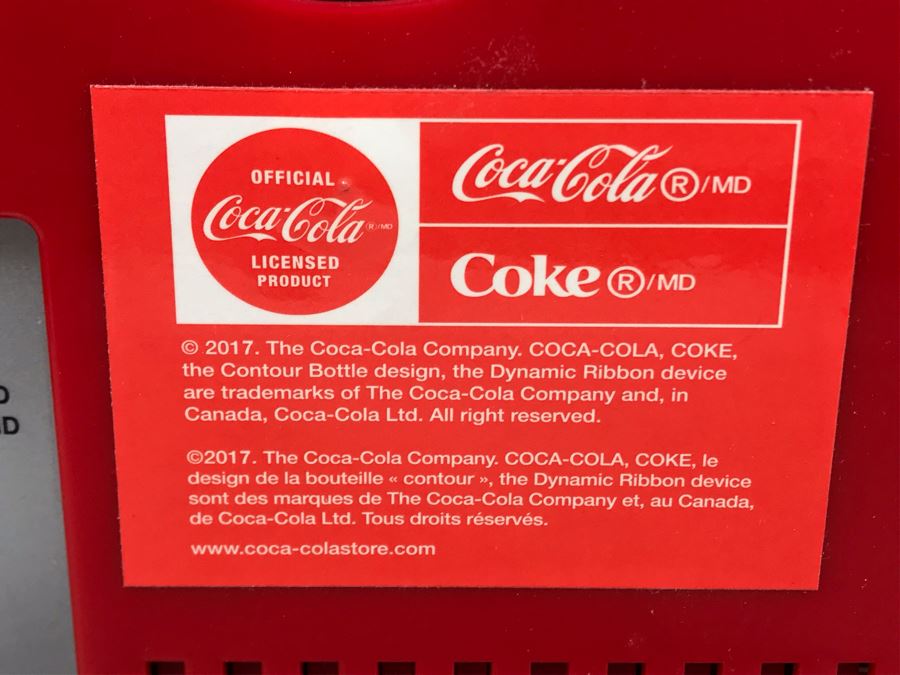 OFFICIAL
Coca-Cola ®/MD
LICENSED
PRODUCT
Coca-Cola ®/MD
Coke ®/MD
© 2017. The Coca-Cola Company. COCA-COLA, COKE,
the Contour Bottle design, the Dynamic Ribbon device
are trademarks of The Coca-Cola Company and, in
Canada, Coca-Cola Ltd. All right reserved.
©2017. The Coca-Cola Company. COCA-COLA, COKE, le
design de la bouteille « contour », the Dynamic Ribbon device
sont des marques de The Coca-Cola Company et, au Canada,
de Coca-Cola Ltd. Tous droits réservés.
www.coca-colastore.com